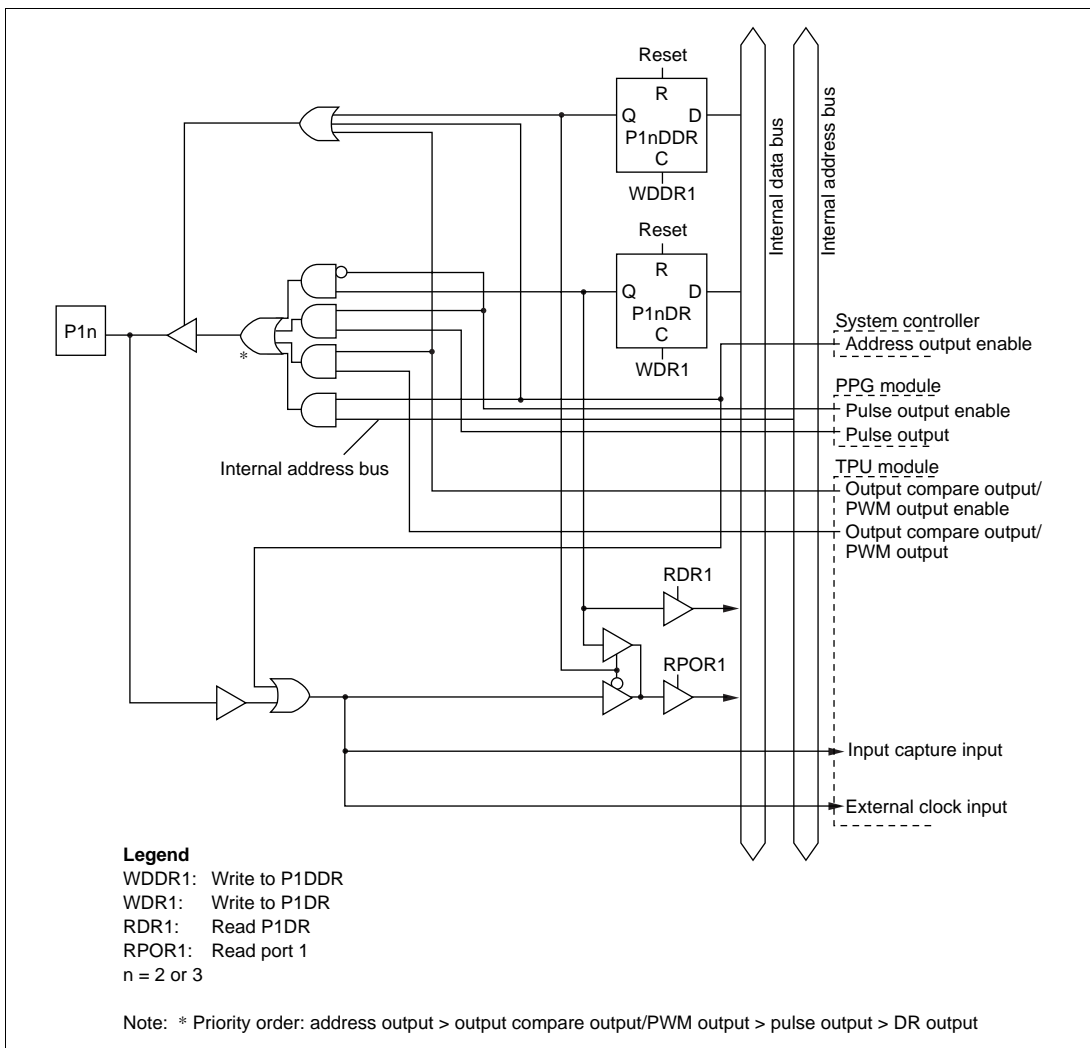 Reset
R
Q D
P1nDDR
C
WDDR1
Reset
R
Q D
P1nDR
C
WDR1
Internal data bus
Internal address bus
P1n
*
Internal address bus
System controller
Address output enable
PPG module
Pulse output enable
Pulse output
TPU module
Output compare output/
PWM output enable
Output compare output/
PWM output
RDR1
RPOR1
Input capture input
External clock input
Legend
WDDR1: Write to P1DDR
WDR1: Write to P1DR
RDR1: Read P1DR
RPOR1: Read port 1
n = 2 or 3
Note: * Priority order: address output > output compare output/PWM output > pulse output > DR output